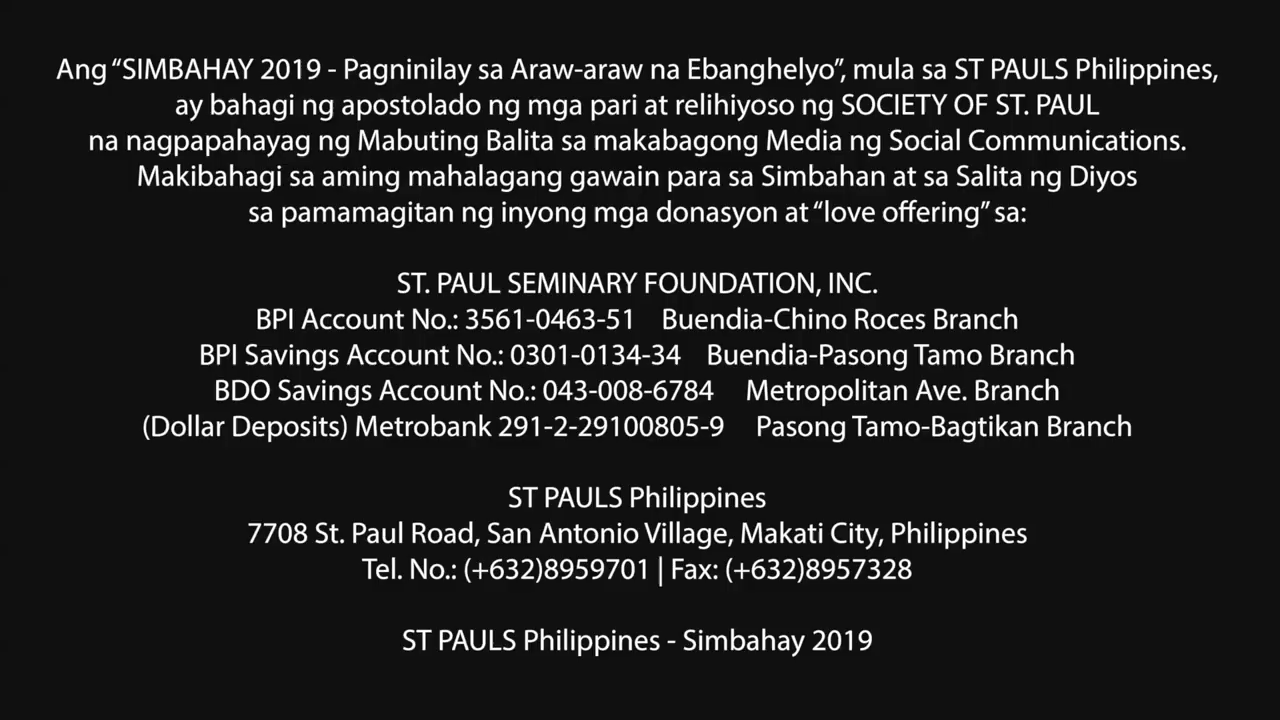 Ang “SIMBAHAY 2019 - Pagninilay sa Araw-araw na Ebanghelyo”, mula sa ST PAULS Philippines,
ay bahagi ng apostolado ng mga pari at relihiyoso ng SOCIETY OF ST. PAUL
na nagpapahayag ng Mabuting Balita sa makabagong Media ng Social Communications.
Makibahagi sa aming mahalagang gawain para sa Simbahan at sa Salita ng Diyos
sa pamamagitan ng inyong mga donasyon at “love offering” sa:
ST. PAUL SEMINARY FOUNDATION, INC.
BPI Account No.: 3561-0463-51 Buendia-Chino Roces Branch
BPI Savings Account No.: 0301-0134-34 Buendia-Pasong Tamo Branch
BDO Savings Account No.: 043-008-6784 Metropolitan Ave. Branch
(Dollar Deposits) Metrobank 291-2-29100805-9 Pasong Tamo-Bagtikan Branch
ST PAULS Philippines
7708 St. Paul Road, San Antonio Village, Makati City, Philippines
Tel. No.: (+632)8959701 | Fax: (+632)8957328
ST PAULS Philippines - Simbahay 2019